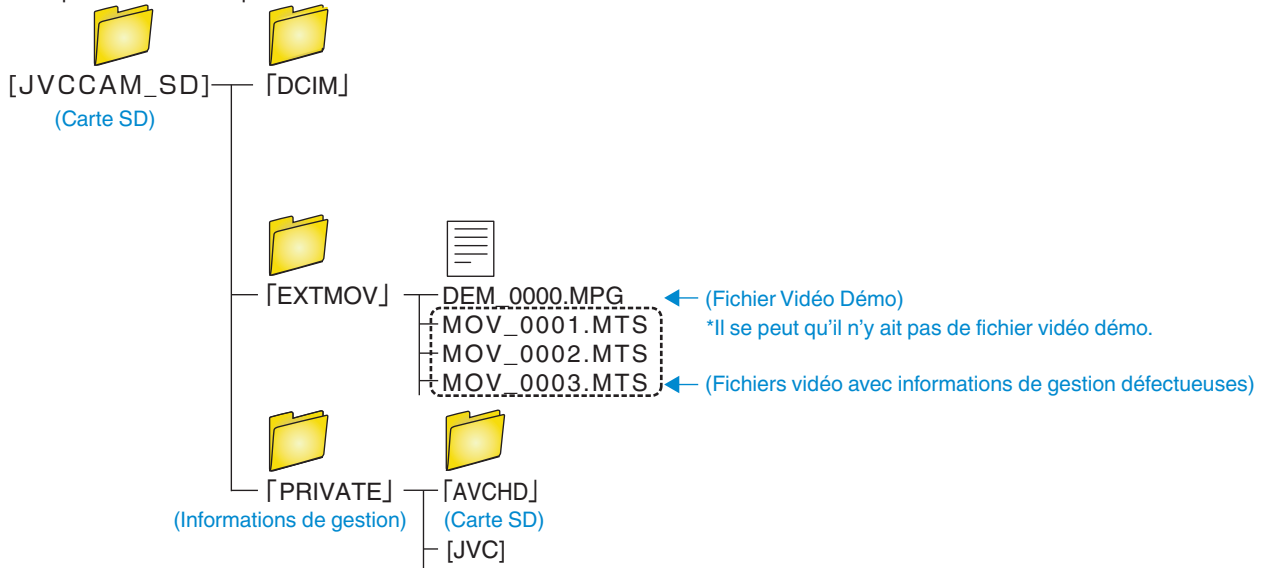 [JVCCAM_SD]
｢DCIM｣
(Carte SD)
｢EXTMOV｣
DEM_0000.MPG
(Fichier Vidéo Démo)
MOV_0001.MTS
*Il se peut qu'il n'y ait pas de fichier vidéo démo.
MOV_0002.MTS
MOV_0003.MTS
(Fichiers vidéo avec informations de gestion défectueuses)
｢PRIVATE｣
｢AVCHD｣
(Informations de gestion)
(Carte SD)
[JVC]